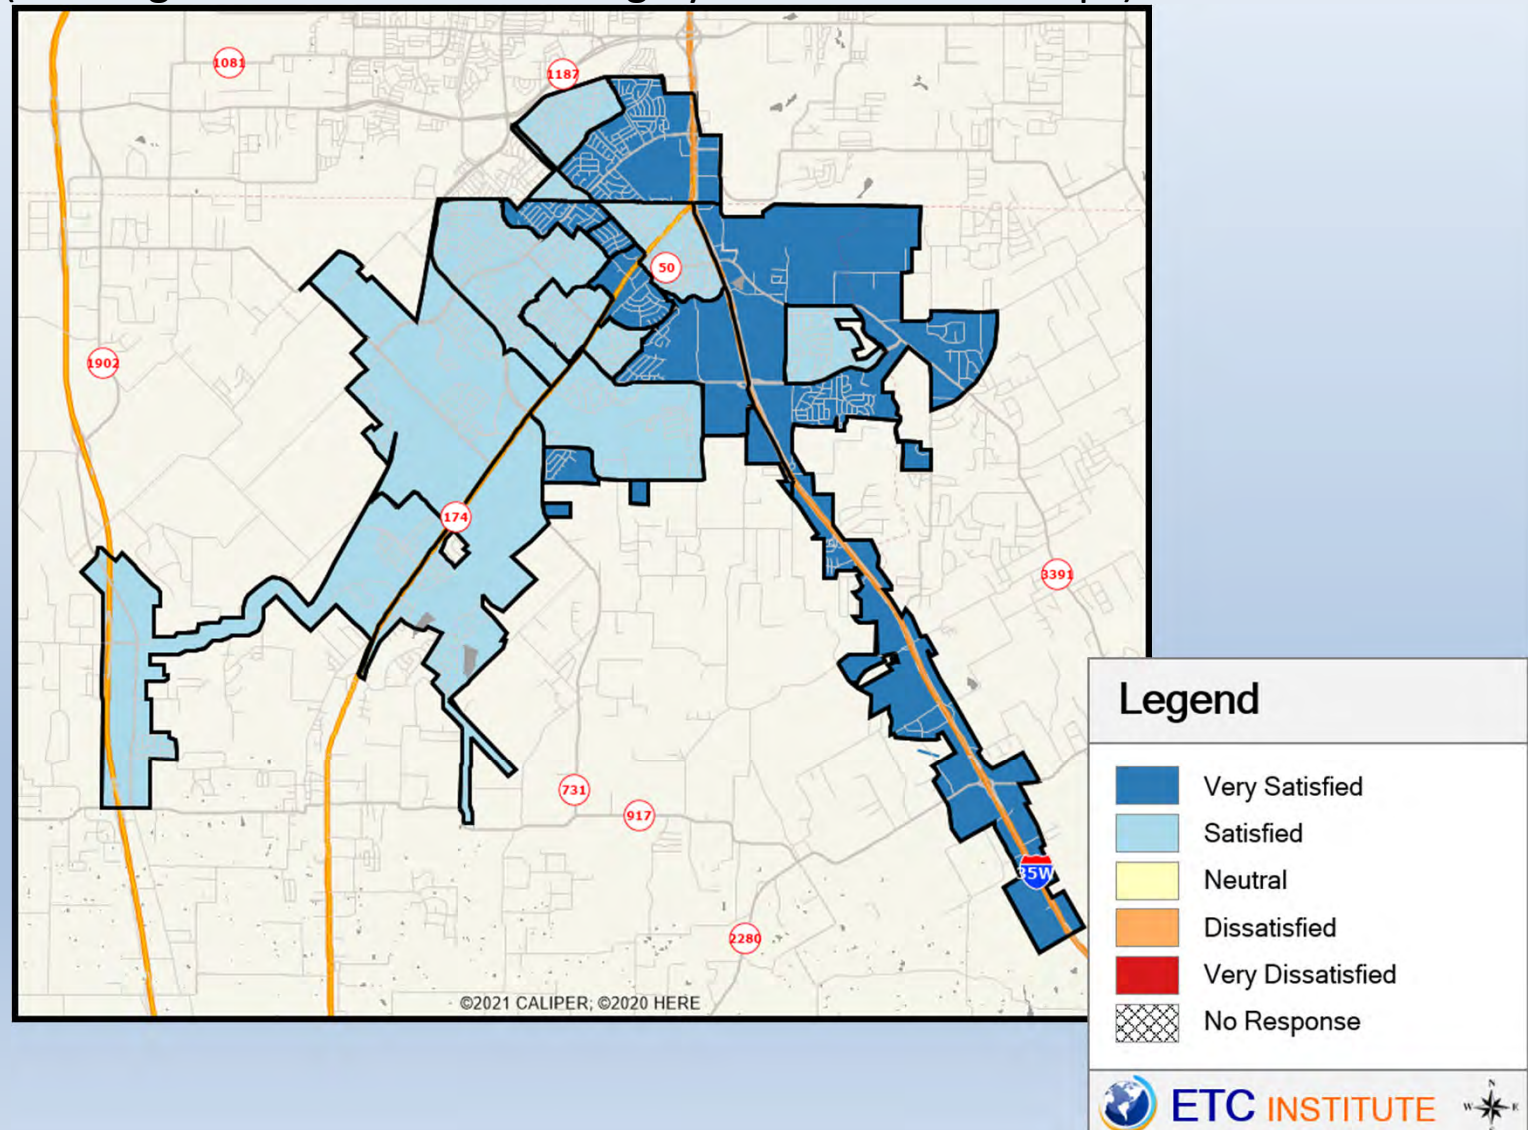 1081
1187
50
1902
174
3391
731
917
35W
2280
©2021 CALIPER; ©2020 HERE
Legend
Very Satisfied
Satisfied
Neutral
Dissatisfied
Very Dissatisfied
No Response
ETC INSTITUTE
N
W
E